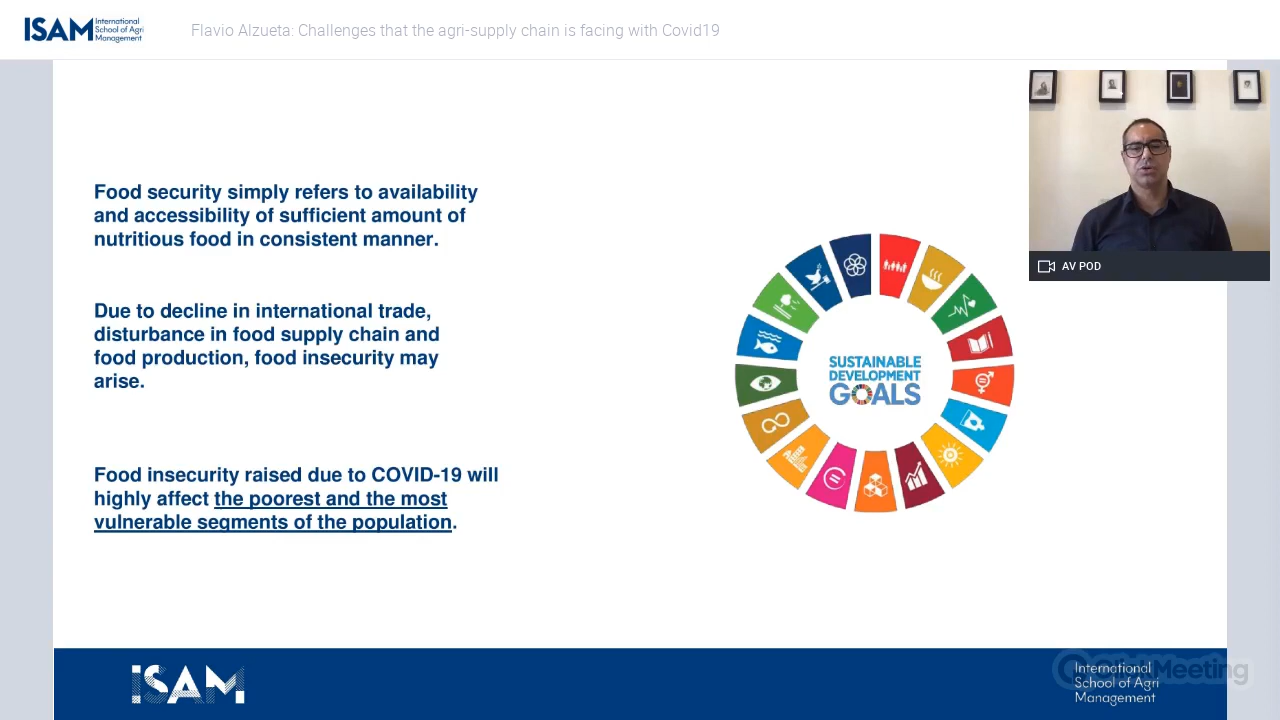 ISAM International
School of Agri
Management
Flavio Alzueta: Challenges that the agri-supply chain is facing with Covid19
AV POD
Food security simply refers to availability
and accessibility of sufficient amount of
nutritious food in consistent manner.
Due to decline in international trade,
disturbance in food supply chain and
food production, food insecurity may
arise.
Food insecurity raised due to COVID-19 will
highly affect the poorest and the most
vulnerable segments of the population.
SUSTAINABLE
DEVELOPMENT
GOALS
ISAM
International
School of Agri
Management
ClickMeeting